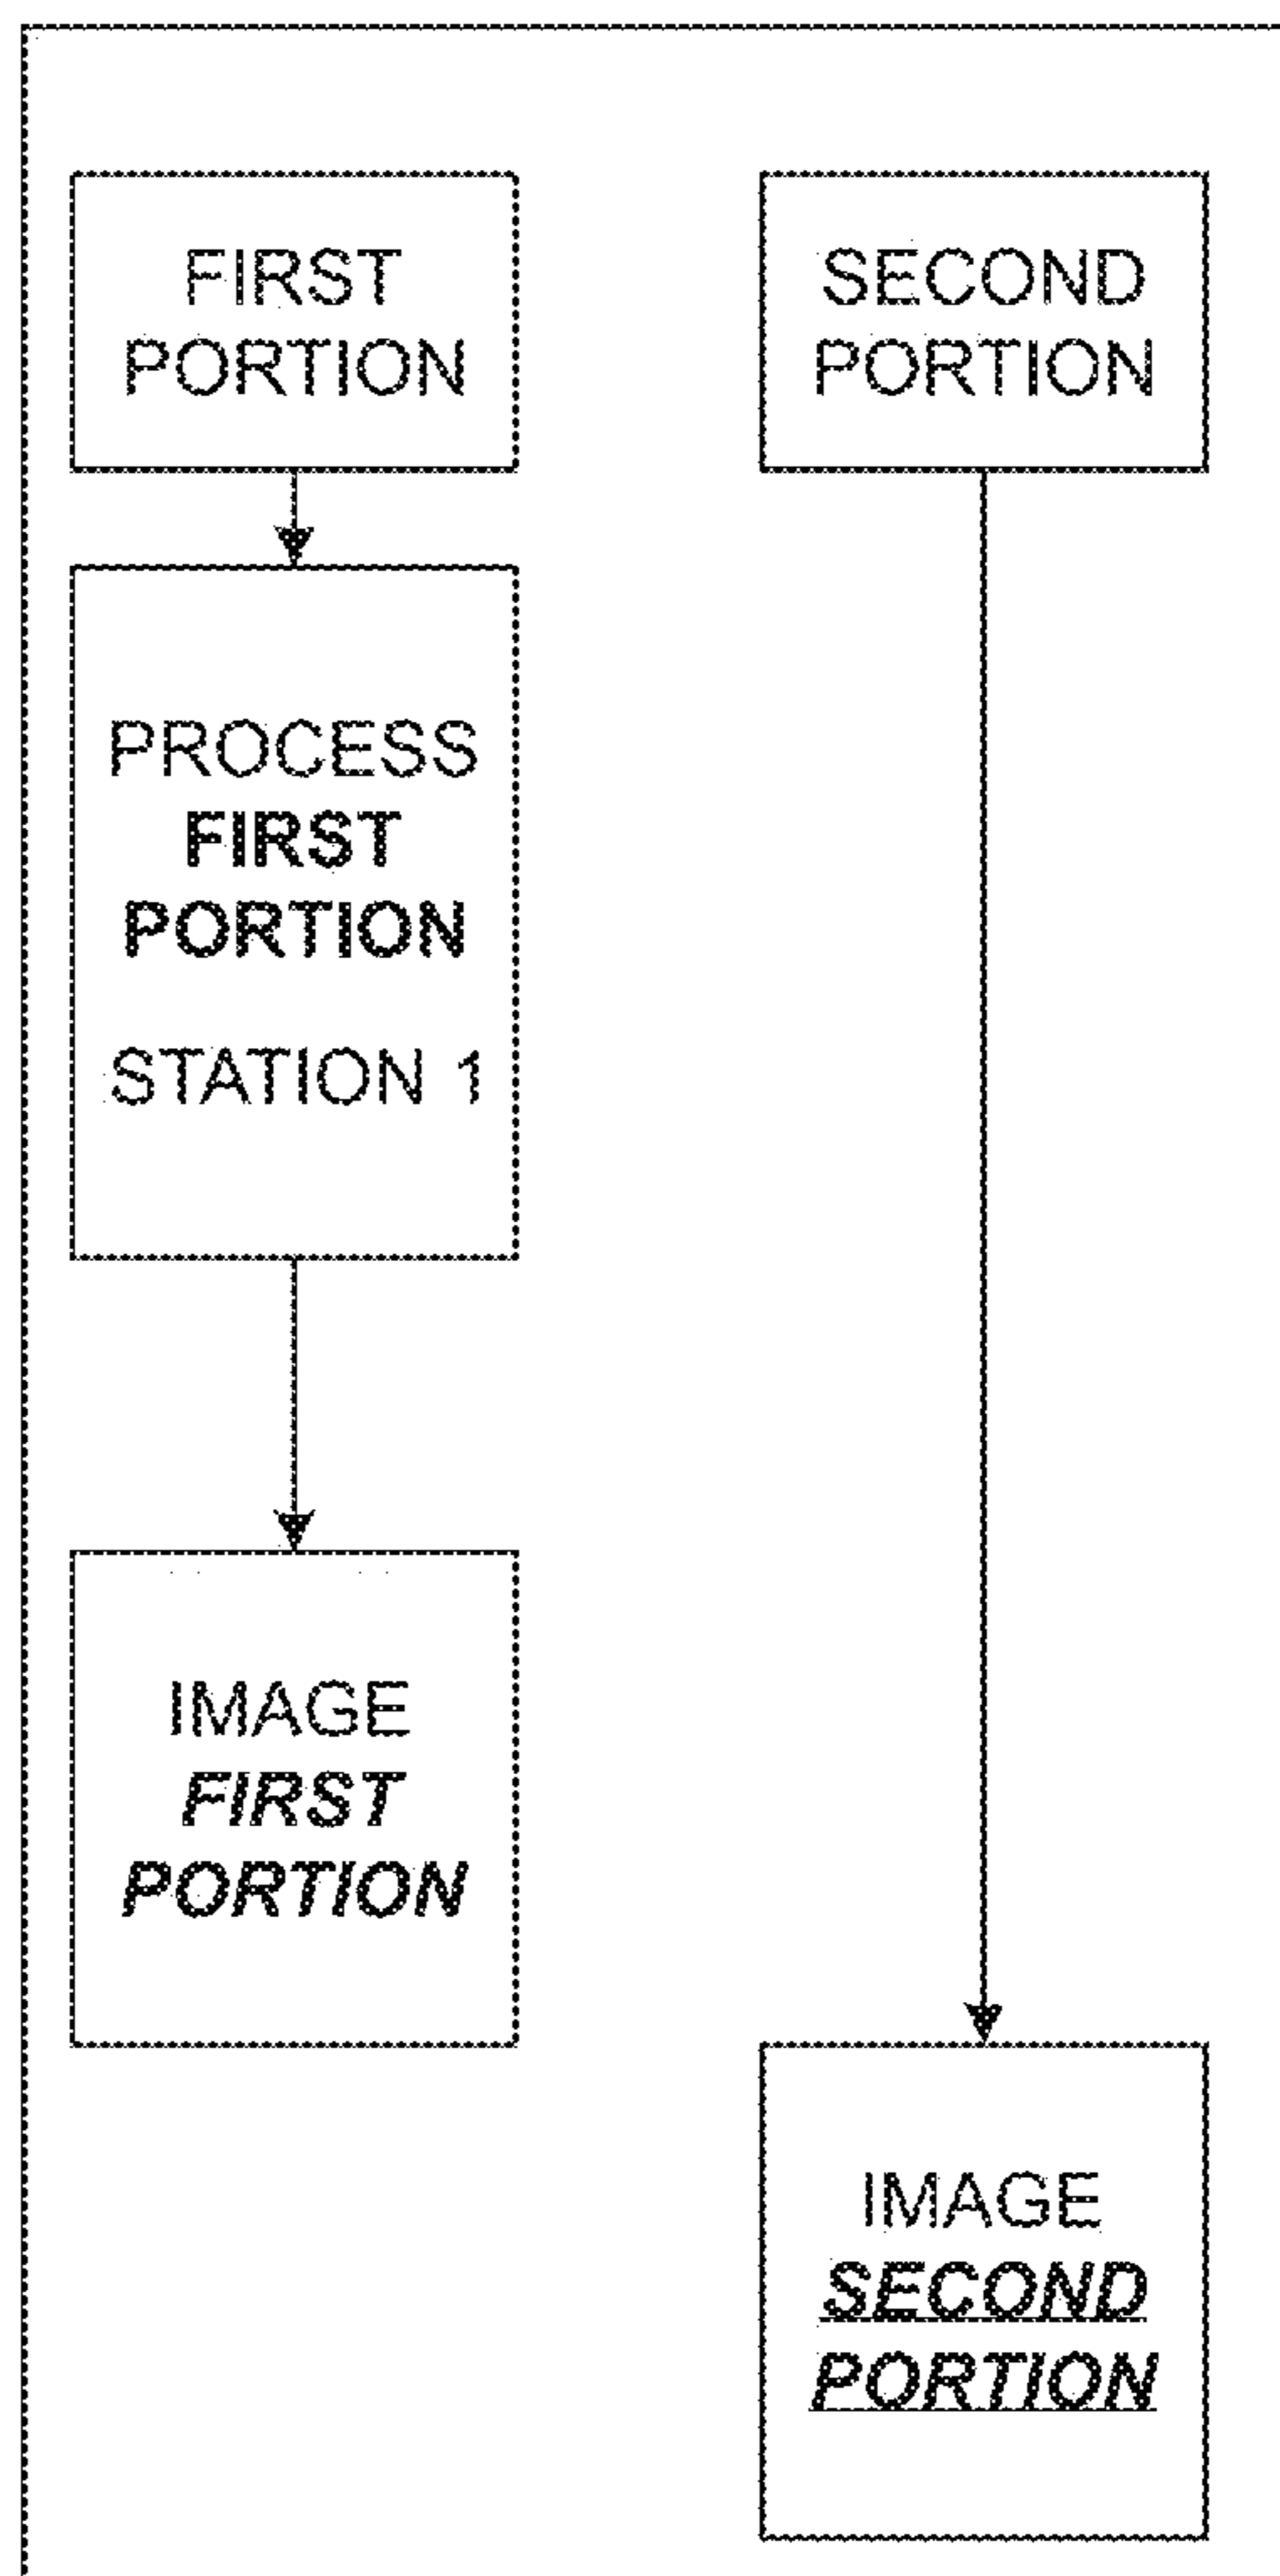 FIRST
PORTION
SECOND
PORTION
PROCESS
FIRST
PORTION
STATION 1
IMAGE
FIRST
PORTION
IMAGE
SECOND
PORTION